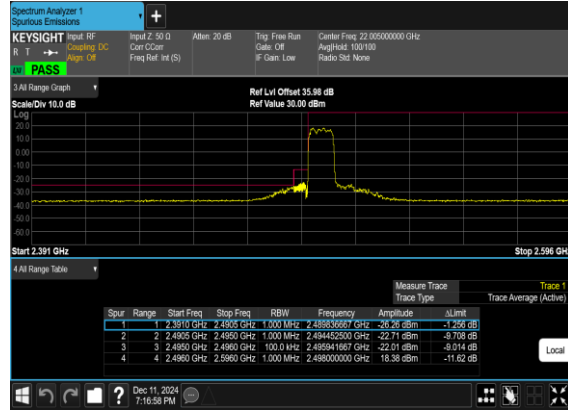 Spectrum Analyzer 1
Spurious Emissions
KEYSIGHT Input: RF Input Z: 50 Ω Atten: 20 dB Trig: Free Run Center Freq: 22.005000000 GHz
R T Coupling: DC Corr CCorr Gate: Off Avg|Hold: 100/100
Align: Off Freq Ref: Int (S) IF Gain: Low Radio Std: None
PASS
3 All Range Graph
Ref Lvl Offset 35.98 dB
Scale/Div 10.0 dB Ref Value 30.00 dBm
Log
20.0
10.0
0.00
-10.0
-20.0
-30.0
-40.0
-50.0
-60.0
Start 2.391 GHz Stop 2.596 GH
4 All Range Table
Measure Trace Trace 1
Trace Type Trace Average (Active)
Spur Range Start Freq Stop Freq RBW Frequency Amplitude ΔLimit
1 1 2.3910 GHz 2.4905 GHz 1.000 MHz 2.489836667 GHz -26.26 dBm -1.256 dB
2 2 2.4905 GHz 2.4950 GHz 1.000 MHz 2.494452500 GHz -22.71 dBm -9.708 dB
3 3 2.4950 GHz 2.4960 GHz 100.0 kHz 2.495941667 GHz -22.01 dBm -9.014 dB
4 4 2.4960 GHz 2.5960 GHz 1.000 MHz 2.498000000 GHz 18.38 dBm -11.62 dB
Local
?
Dec 11, 2024
7:16:58 PM